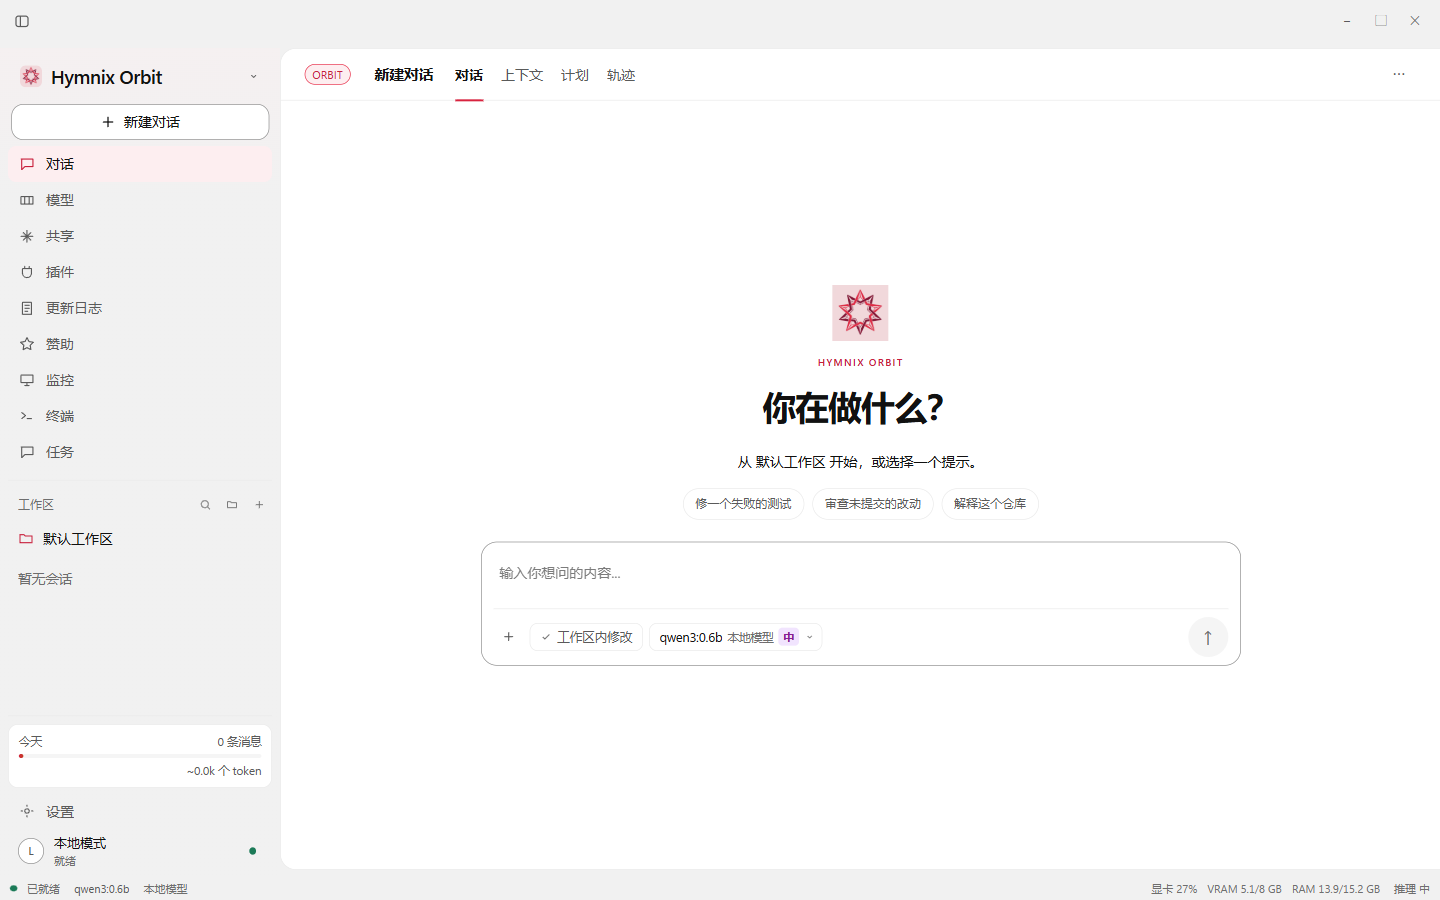 Hymnix Orbit
新建对话
对话
模型
共享
插件
更新日志
赞助
监控
终端
任务
工作区
默认工作区
暂无会话
今天 0 条消息
~0.0k 个 token
设置
L 本地模式
就绪
ORBIT 新建对话 对话 上下文 计划 轨迹
HYMNIX ORBIT
你在做什么?
从 默认工作区 开始，或选择一个提示。
修一个失败的测试 审查未提交的改动 解释这个仓库
输入你想问的内容...
工作区内修改 qwen3:0.6b 本地模型 中
已就绪 qwen3:0.6b 本地模型 显卡 27% VRAM 5.1/8 GB RAM 13.9/15.2 GB 推理 中